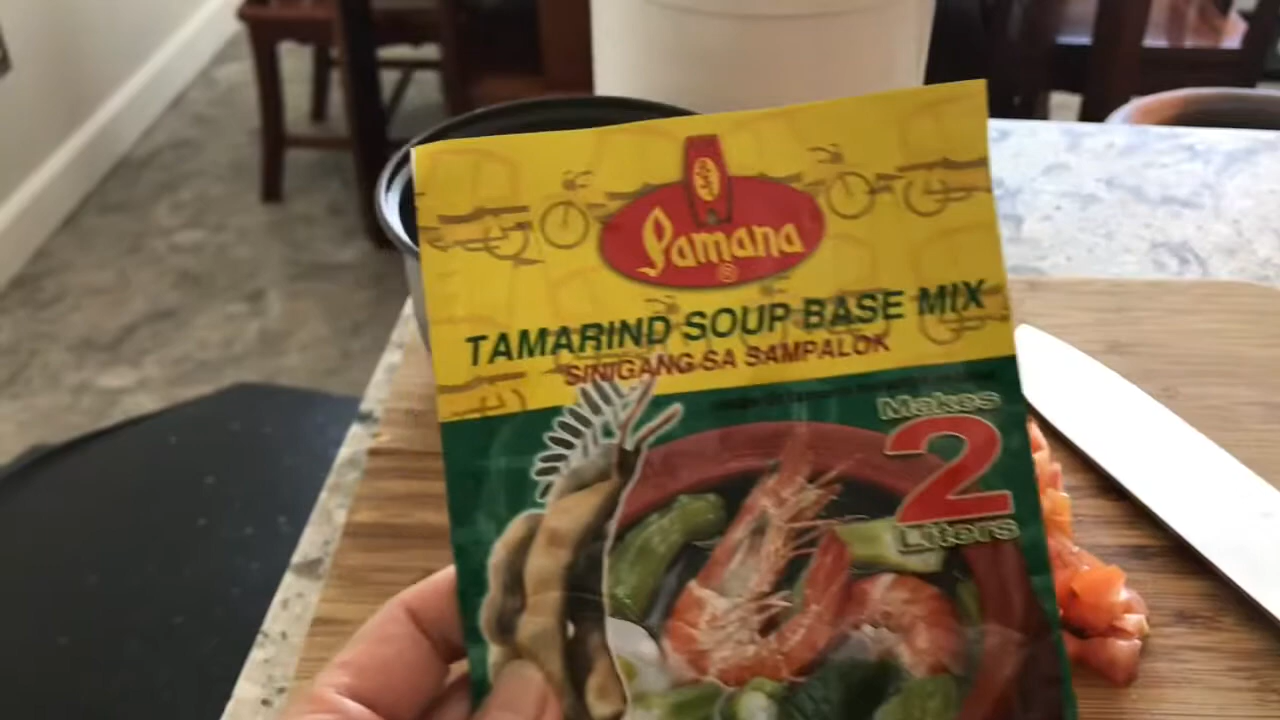 Pamana
®
TAMARIND SOUP BASE MIX
SINIGANG SA SAMPALOK
Makes
2
Liters